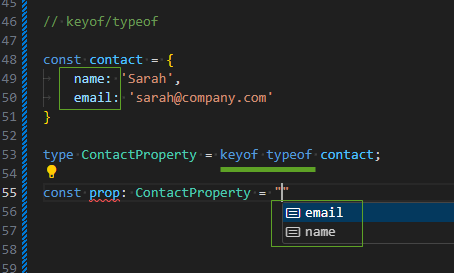 45
46 // keyof/typeof
47
48 const contact = {
49 name: 'Sarah',
50 email: 'sarah@company.com'
51 }
52
53 type ContactProperty = keyof typeof contact;
54
55 const prop: ContactProperty = ""
56 email
57 name
58
59